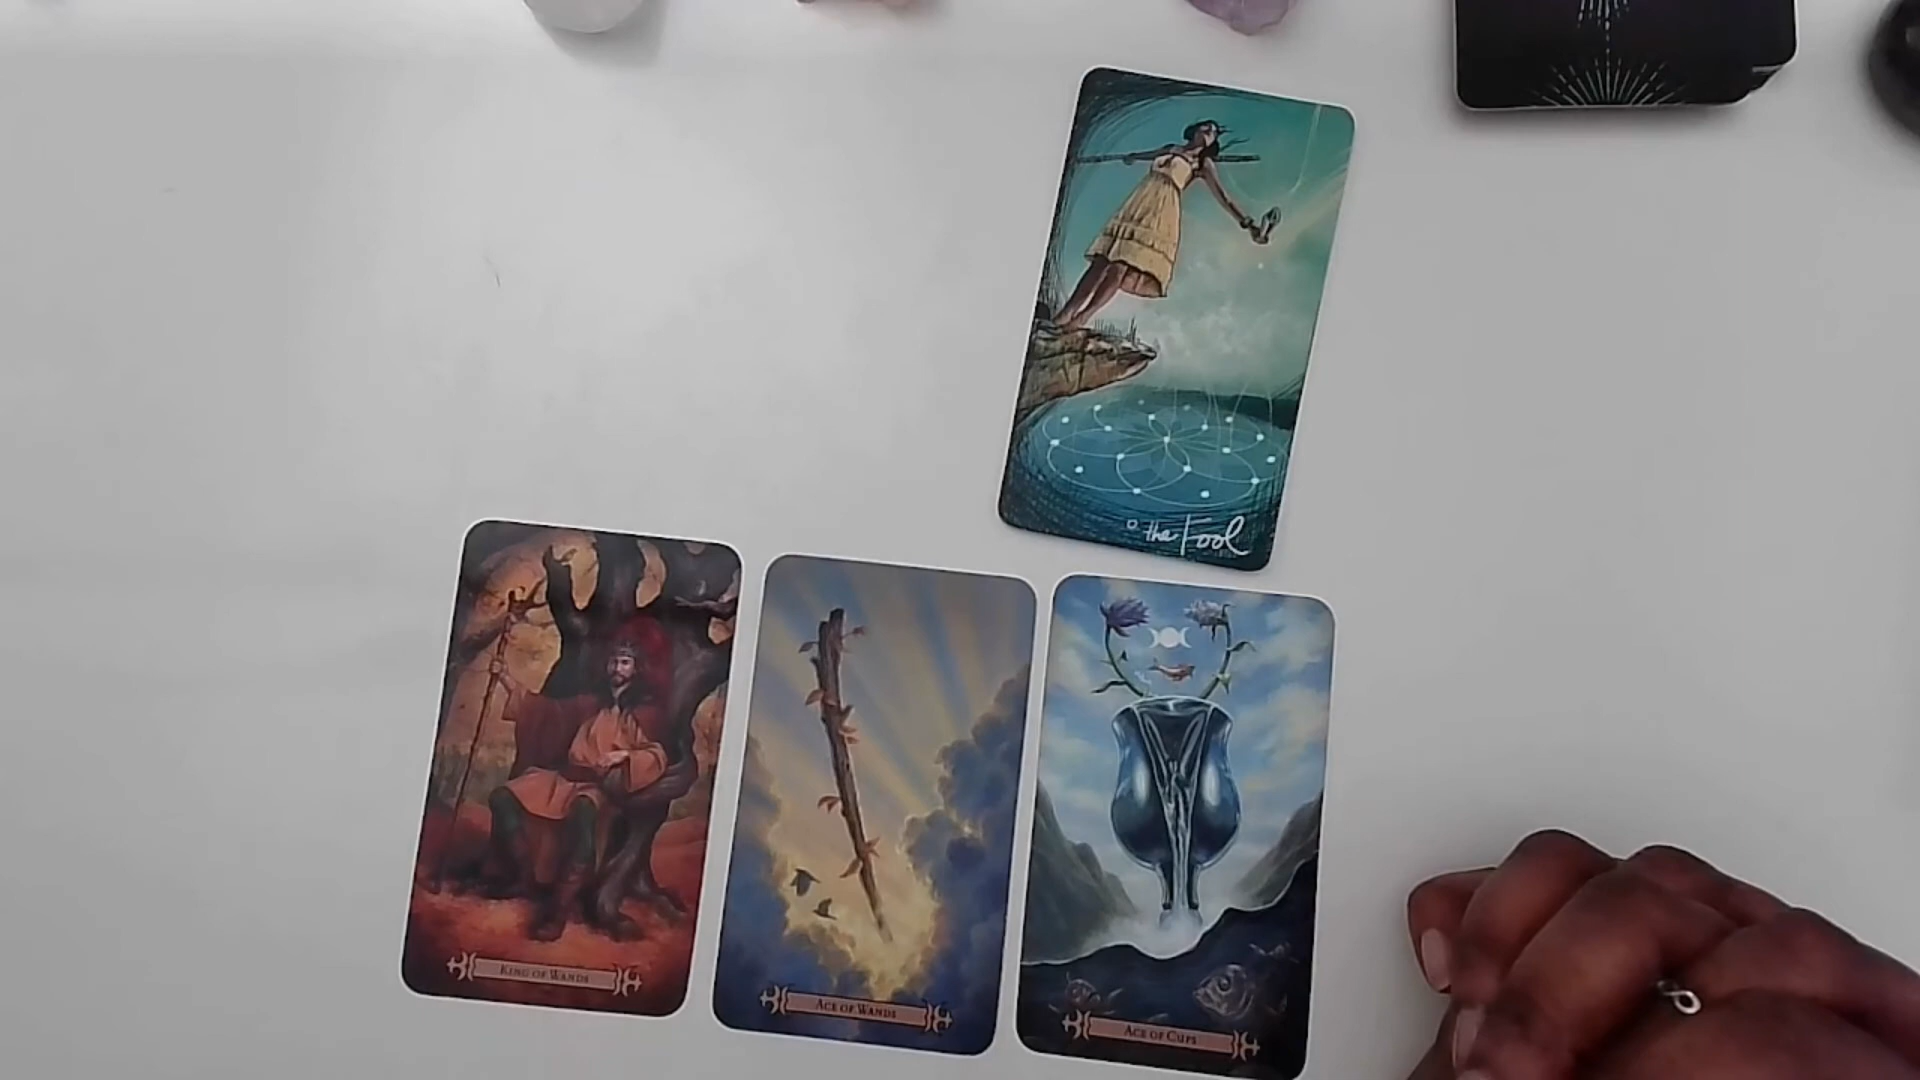 0 the Fool
KING OF WANDS
ACE OF WANDS
ACE OF CUPS